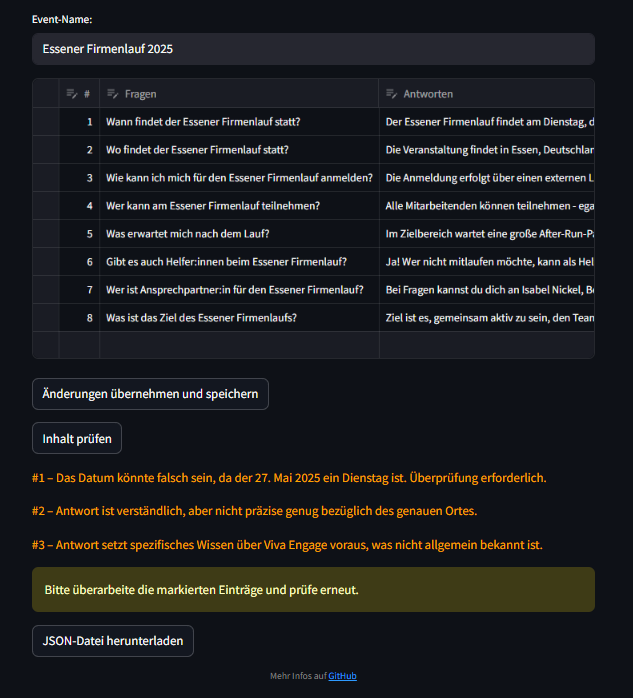 Event-Name:
Essener Firmenlauf 2025
# Fragen Antworten
1 Wann findet der Essener Firmenlauf statt? Der Essener Firmenlauf findet am Dienstag, d
2 Wo findet der Essener Firmenlauf statt? Die Veranstaltung findet in Essen, Deutschlan
3 Wie kann ich mich für den Essener Firmenlauf anmelden? Die Anmeldung erfolgt über einen externen L
4 Wer kann am Essener Firmenlauf teilnehmen? Alle Mitarbeitenden können teilnehmen - ega
5 Was erwartet mich nach dem Lauf? Im Zielbereich wartet eine große After-Run-Pa
6 Gibt es auch Helfer:innen beim Essener Firmenlauf? Ja! Wer nicht mitlaufen möchte, kann als Hel
7 Wer ist Ansprechpartner:in für den Essener Firmenlauf? Bei Fragen kannst du dich an Isabel Nickel, Be
8 Was ist das Ziel des Essener Firmenlaufs? Ziel ist es, gemeinsam aktiv zu sein, den Team
Änderungen übernehmen und speichern
Inhalt prüfen
#1 – Das Datum könnte falsch sein, da der 27. Mai 2025 ein Dienstag ist. Überprüfung erforderlich.
#2 – Antwort ist verständlich, aber nicht präzise genug bezüglich des genauen Ortes.
#3 – Antwort setzt spezifisches Wissen über Viva Engage voraus, was nicht allgemein bekannt ist.
Bitte überarbeite die markierten Einträge und prüfe erneut.
JSON-Datei herunterladen
Mehr Infos auf GitHub